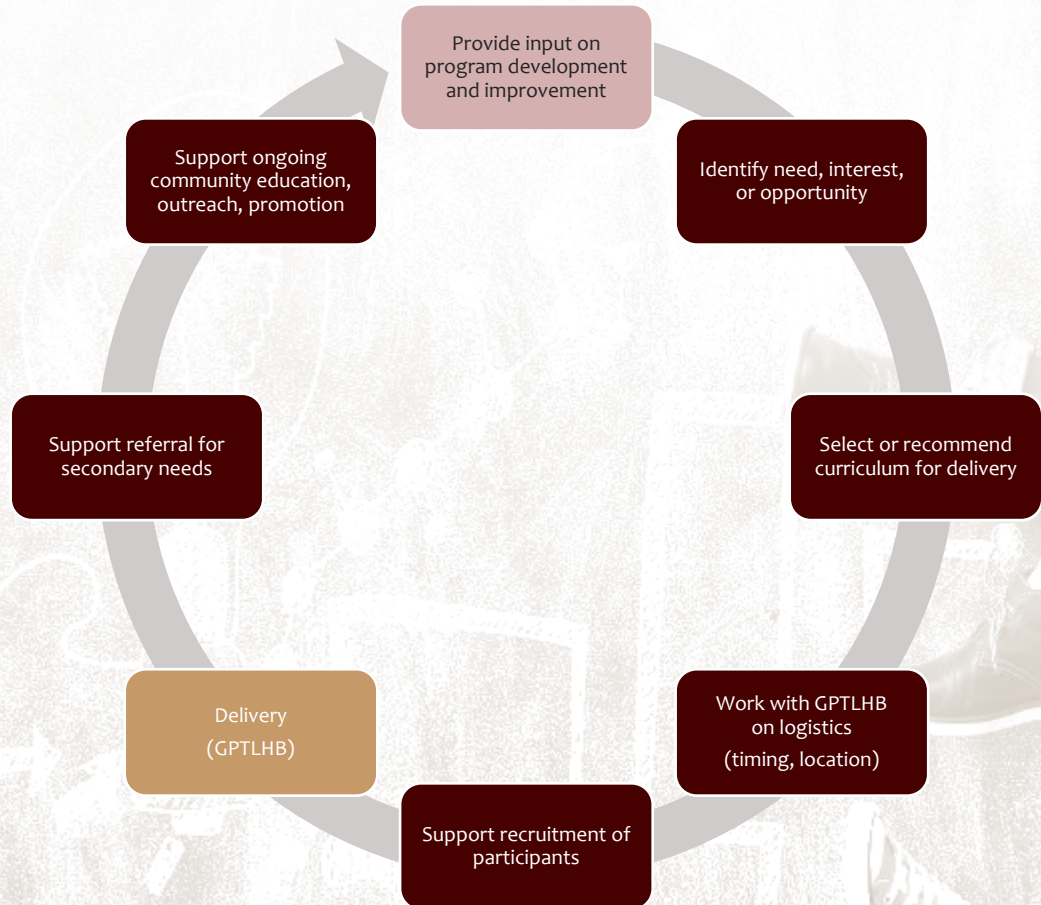 Provide input on
program development
and improvement
Identify need, interest,
or opportunity
Select or recommend
curriculum for delivery
Work with GPTLHB
on logistics
(timing, location)
Support recruitment of
participants
Delivery
(GPTLHB)
Support referral for
secondary needs
Support ongoing
community education,
outreach, promotion